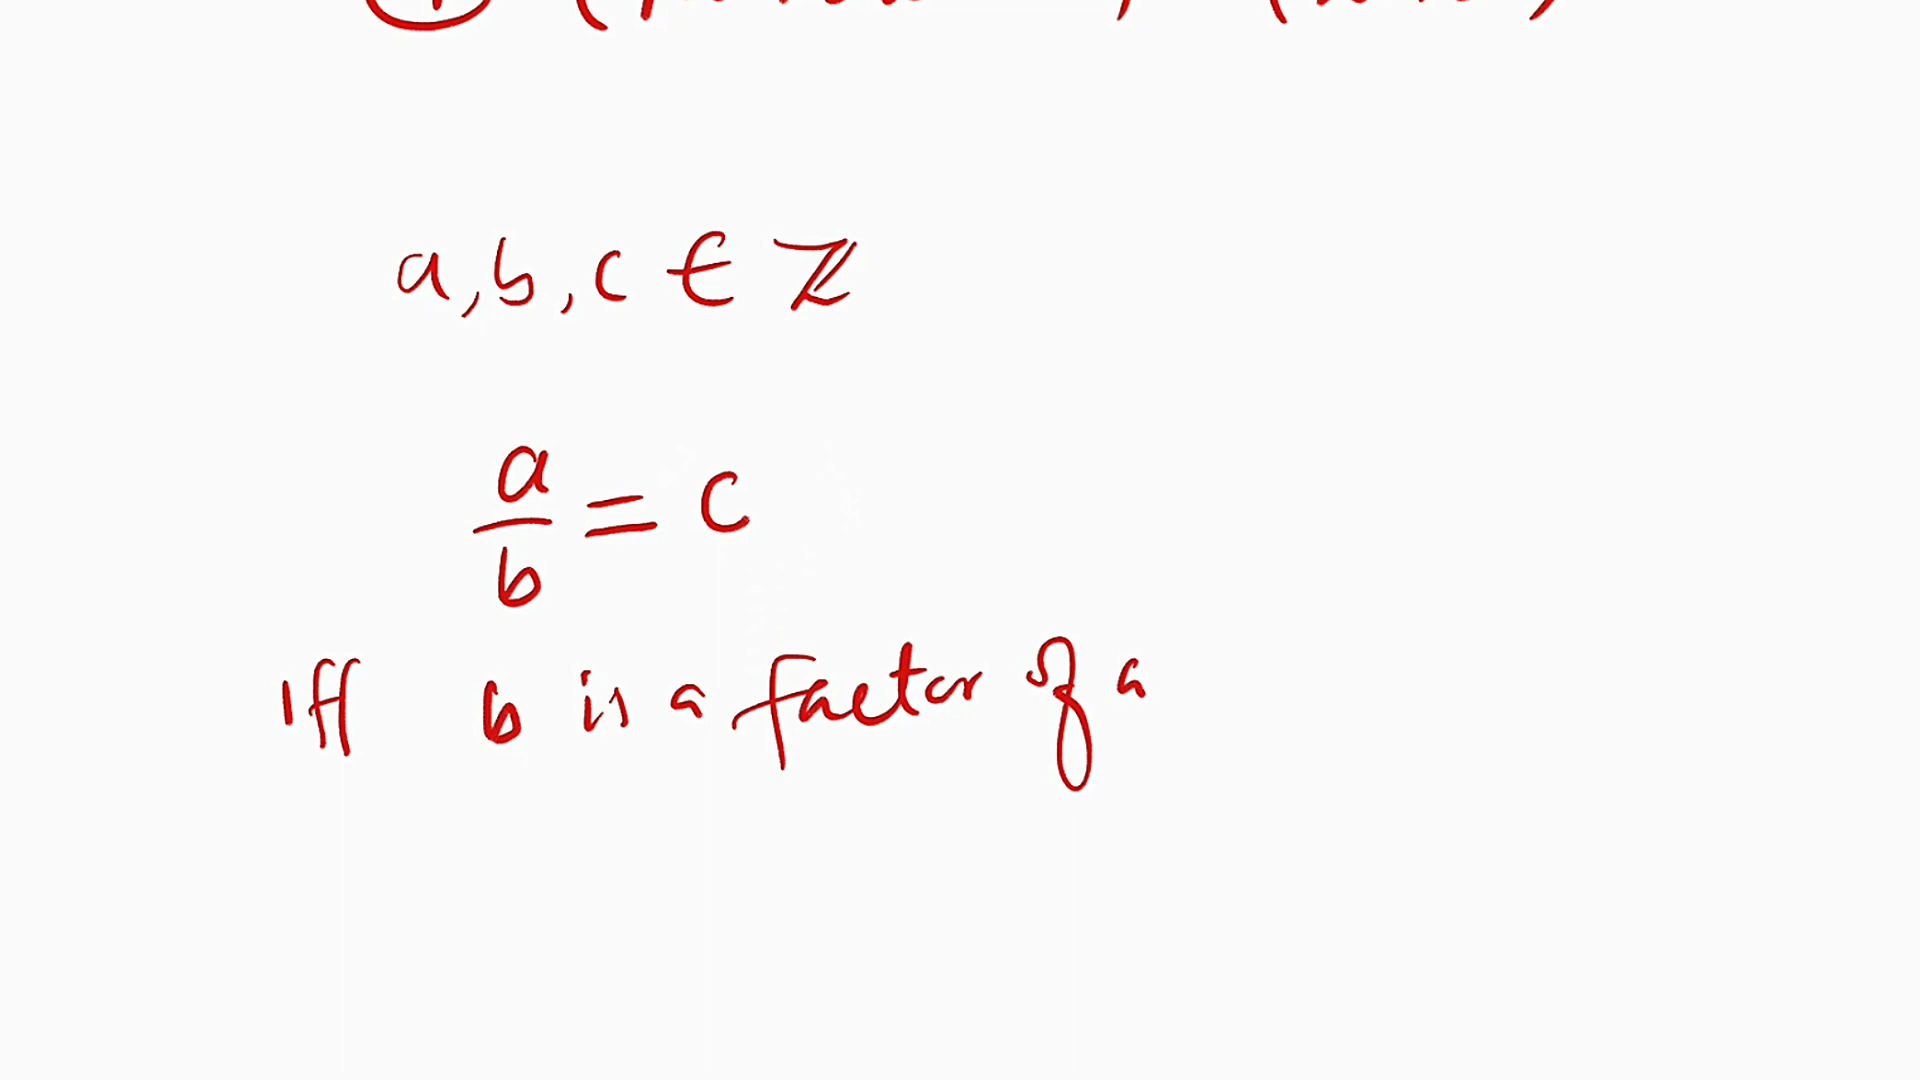 a, b, c ∈ ℤ
a/b = c
Iff b is a factor of a